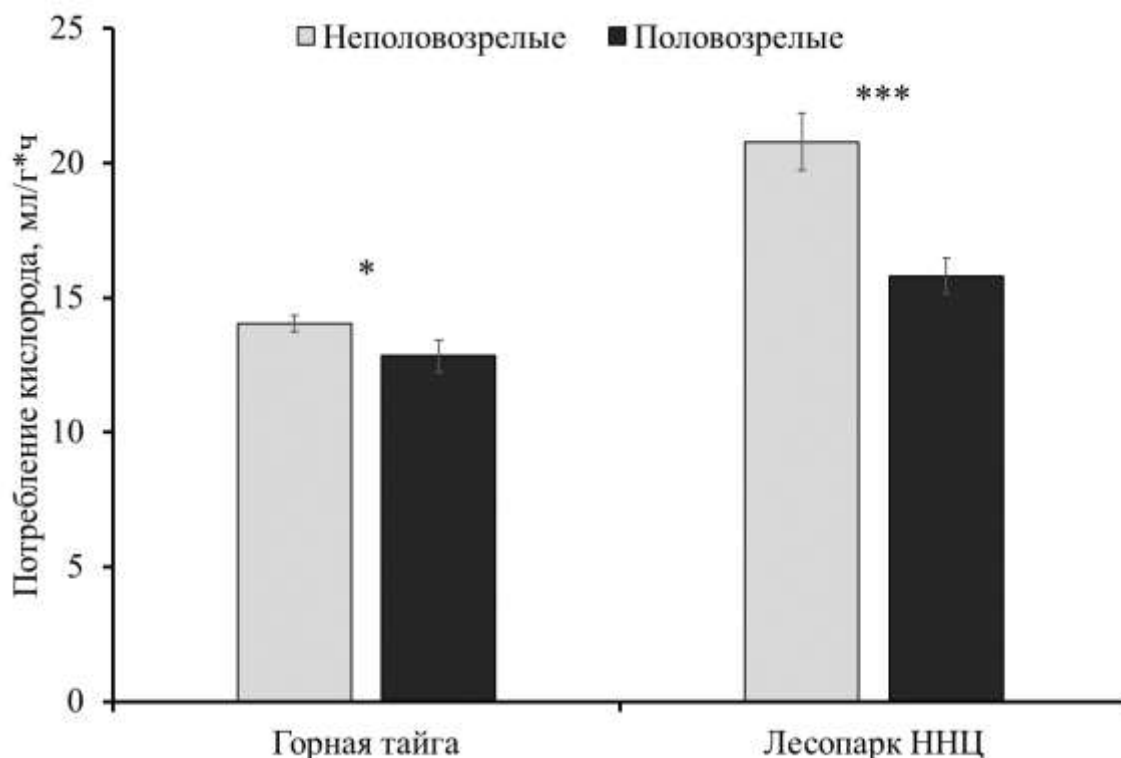 Потребление кислорода, мл/г*ч
25
20
15
10
5
0
Неполовозрелые Половозрелые
*
***
Горная тайга Лесопарк ННЦ